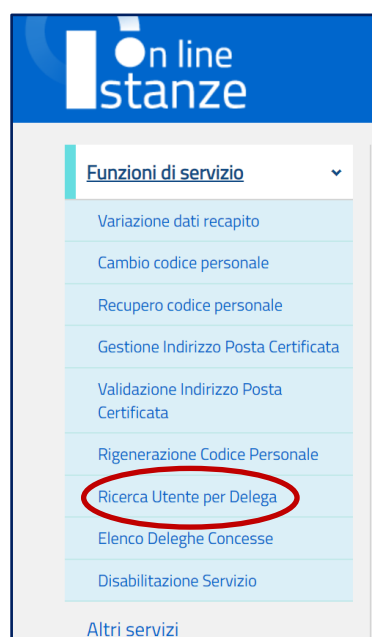 On line
Istanze
Funzioni di servizio
Variazione dati recapito
Cambio codice personale
Recupero codice personale
Gestione Indirizzo Posta Certificata
Validazione Indirizzo Posta
Certificata
Rigenerazione Codice Personale
Ricerca Utente per Delega
Elenco Deleghe Concesse
Disabilitazione Servizio
Altri servizi